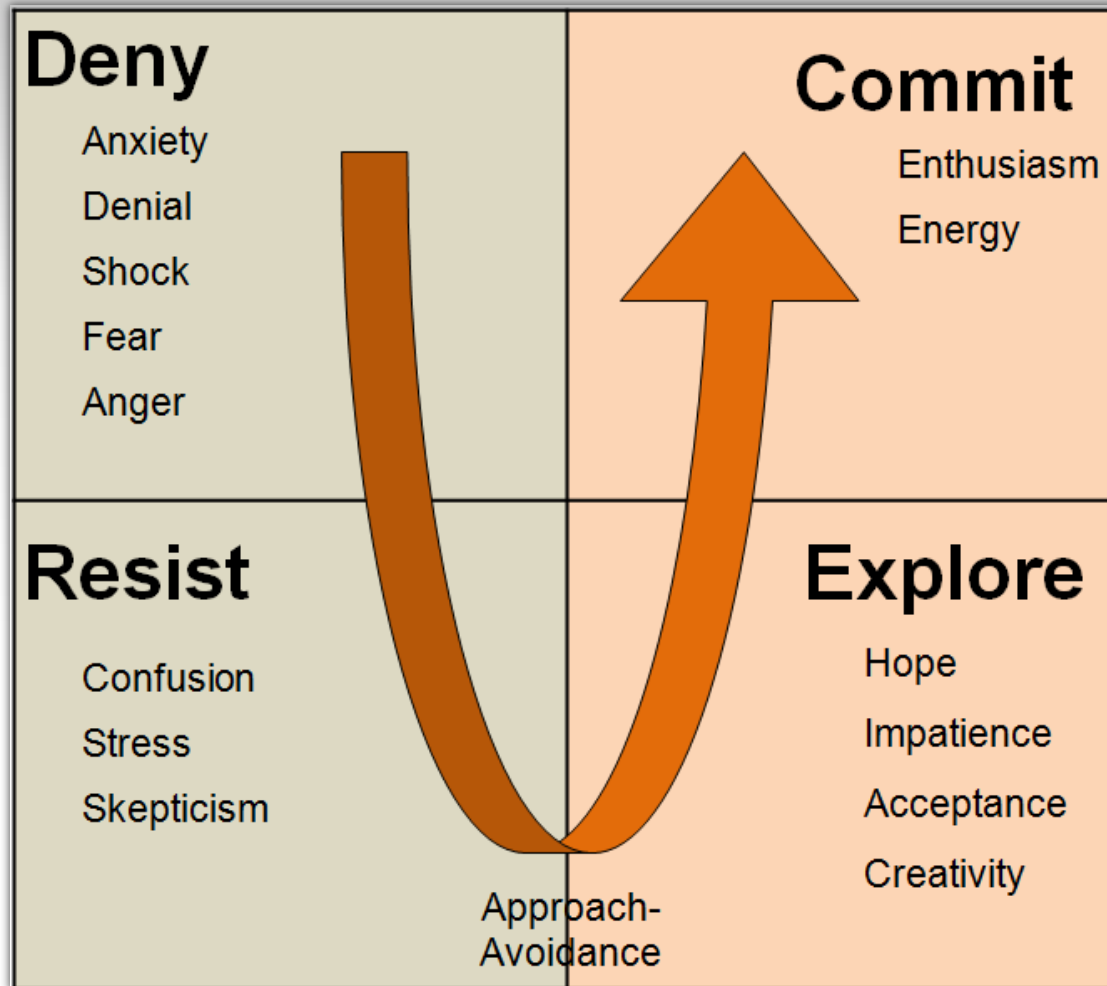 Deny
Anxiety
Denial
Shock
Fear
Anger
Commit
Enthusiasm
Energy
Resist
Confusion
Stress
Skepticism
Explore
Hope
Impatience
Acceptance
Creativity
Approach-
Avoidance